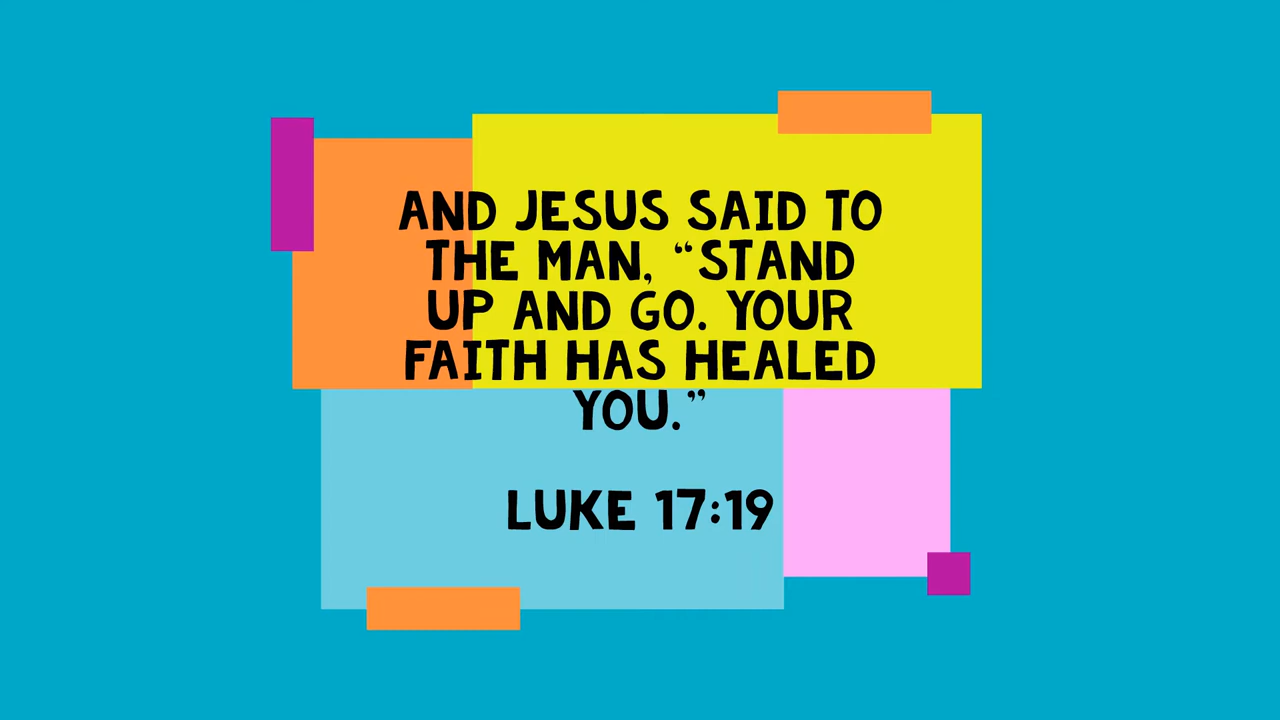 AND JESUS SAID TO
THE MAN, “STAND
UP AND GO. YOUR
FAITH HAS HEALED
YOU.”
LUKE 17:19